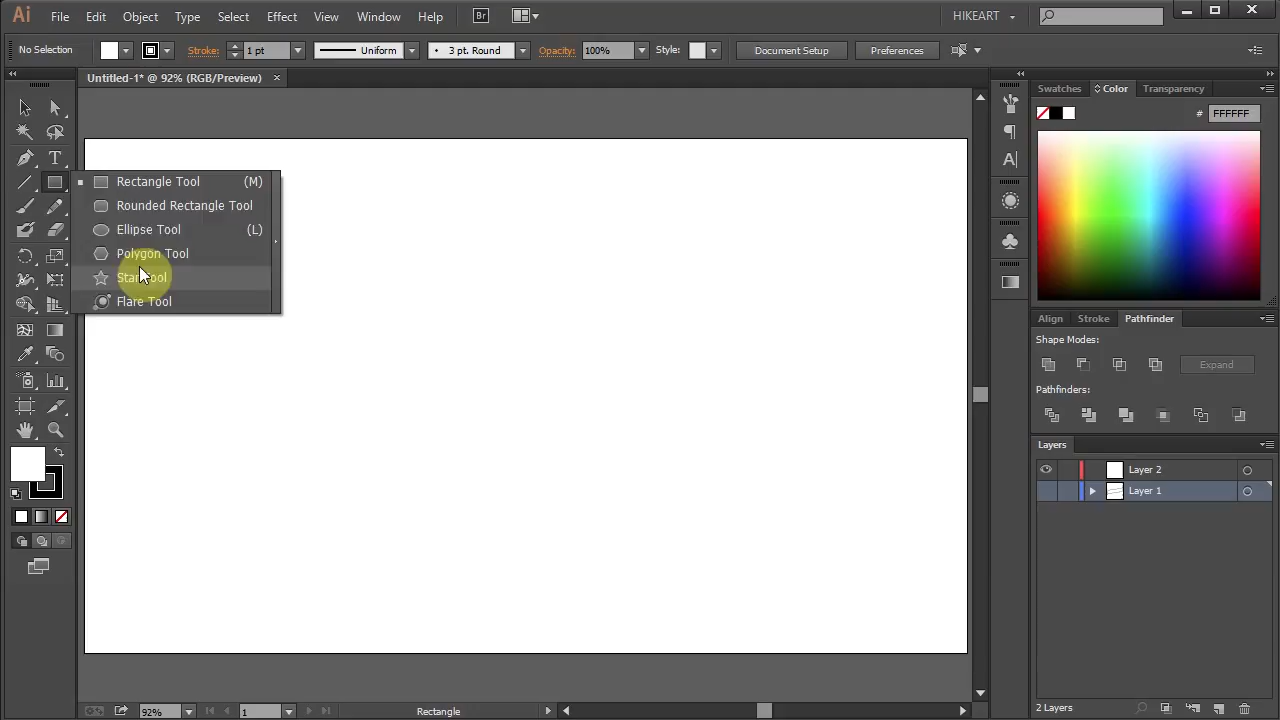 Ai File Edit Object Type Select Effect View Window Help Br HIKEART
No Selection Stroke: 1 pt Uniform 3 pt. Round Opacity: 100% Style: Document Setup Preferences
Untitled-1* @ 92% (RGB/Preview) ×
Swatches Color Transparency
# FFFFFF
T
A
Rectangle Tool (M)
Rounded Rectangle Tool
Ellipse Tool (L)
Polygon Tool
Star Tool
Flare Tool
Align Stroke Pathfinder
Shape Modes:
Expand
Pathfinders:
Layers
Layer 2
Layer 1
92% 1 Rectangle
2 Layers